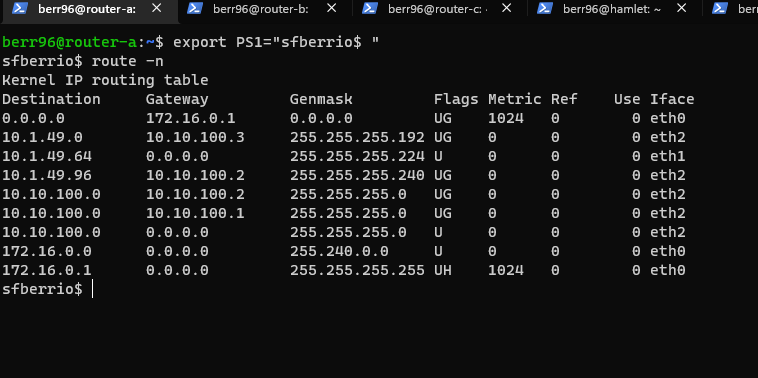 berr96@router-a: berr96@router-b: berr96@router-c: berr96@hamlet: ~
berr96@router-a:~$ export PS1="sfberrio$ "
sfberrio$ route -n
Kernel IP routing table
Destination Gateway Genmask Flags Metric Ref Use Iface
0.0.0.0 172.16.0.1 0.0.0.0 UG 1024 0 0 eth0
10.1.49.0 10.10.100.3 255.255.255.192 UG 0 0 0 eth2
10.1.49.64 0.0.0.0 255.255.255.224 U 0 0 0 eth1
10.1.49.96 10.10.100.2 255.255.255.240 UG 0 0 0 eth2
10.10.100.0 10.10.100.2 255.255.255.0 UG 0 0 0 eth2
10.10.100.0 10.10.100.1 255.255.255.0 UG 0 0 0 eth2
10.10.100.0 0.0.0.0 255.255.255.0 U 0 0 0 eth2
172.16.0.0 0.0.0.0 255.240.0.0 U 0 0 0 eth0
172.16.0.1 0.0.0.0 255.255.255.255 UH 1024 0 0 eth0
sfberrio$